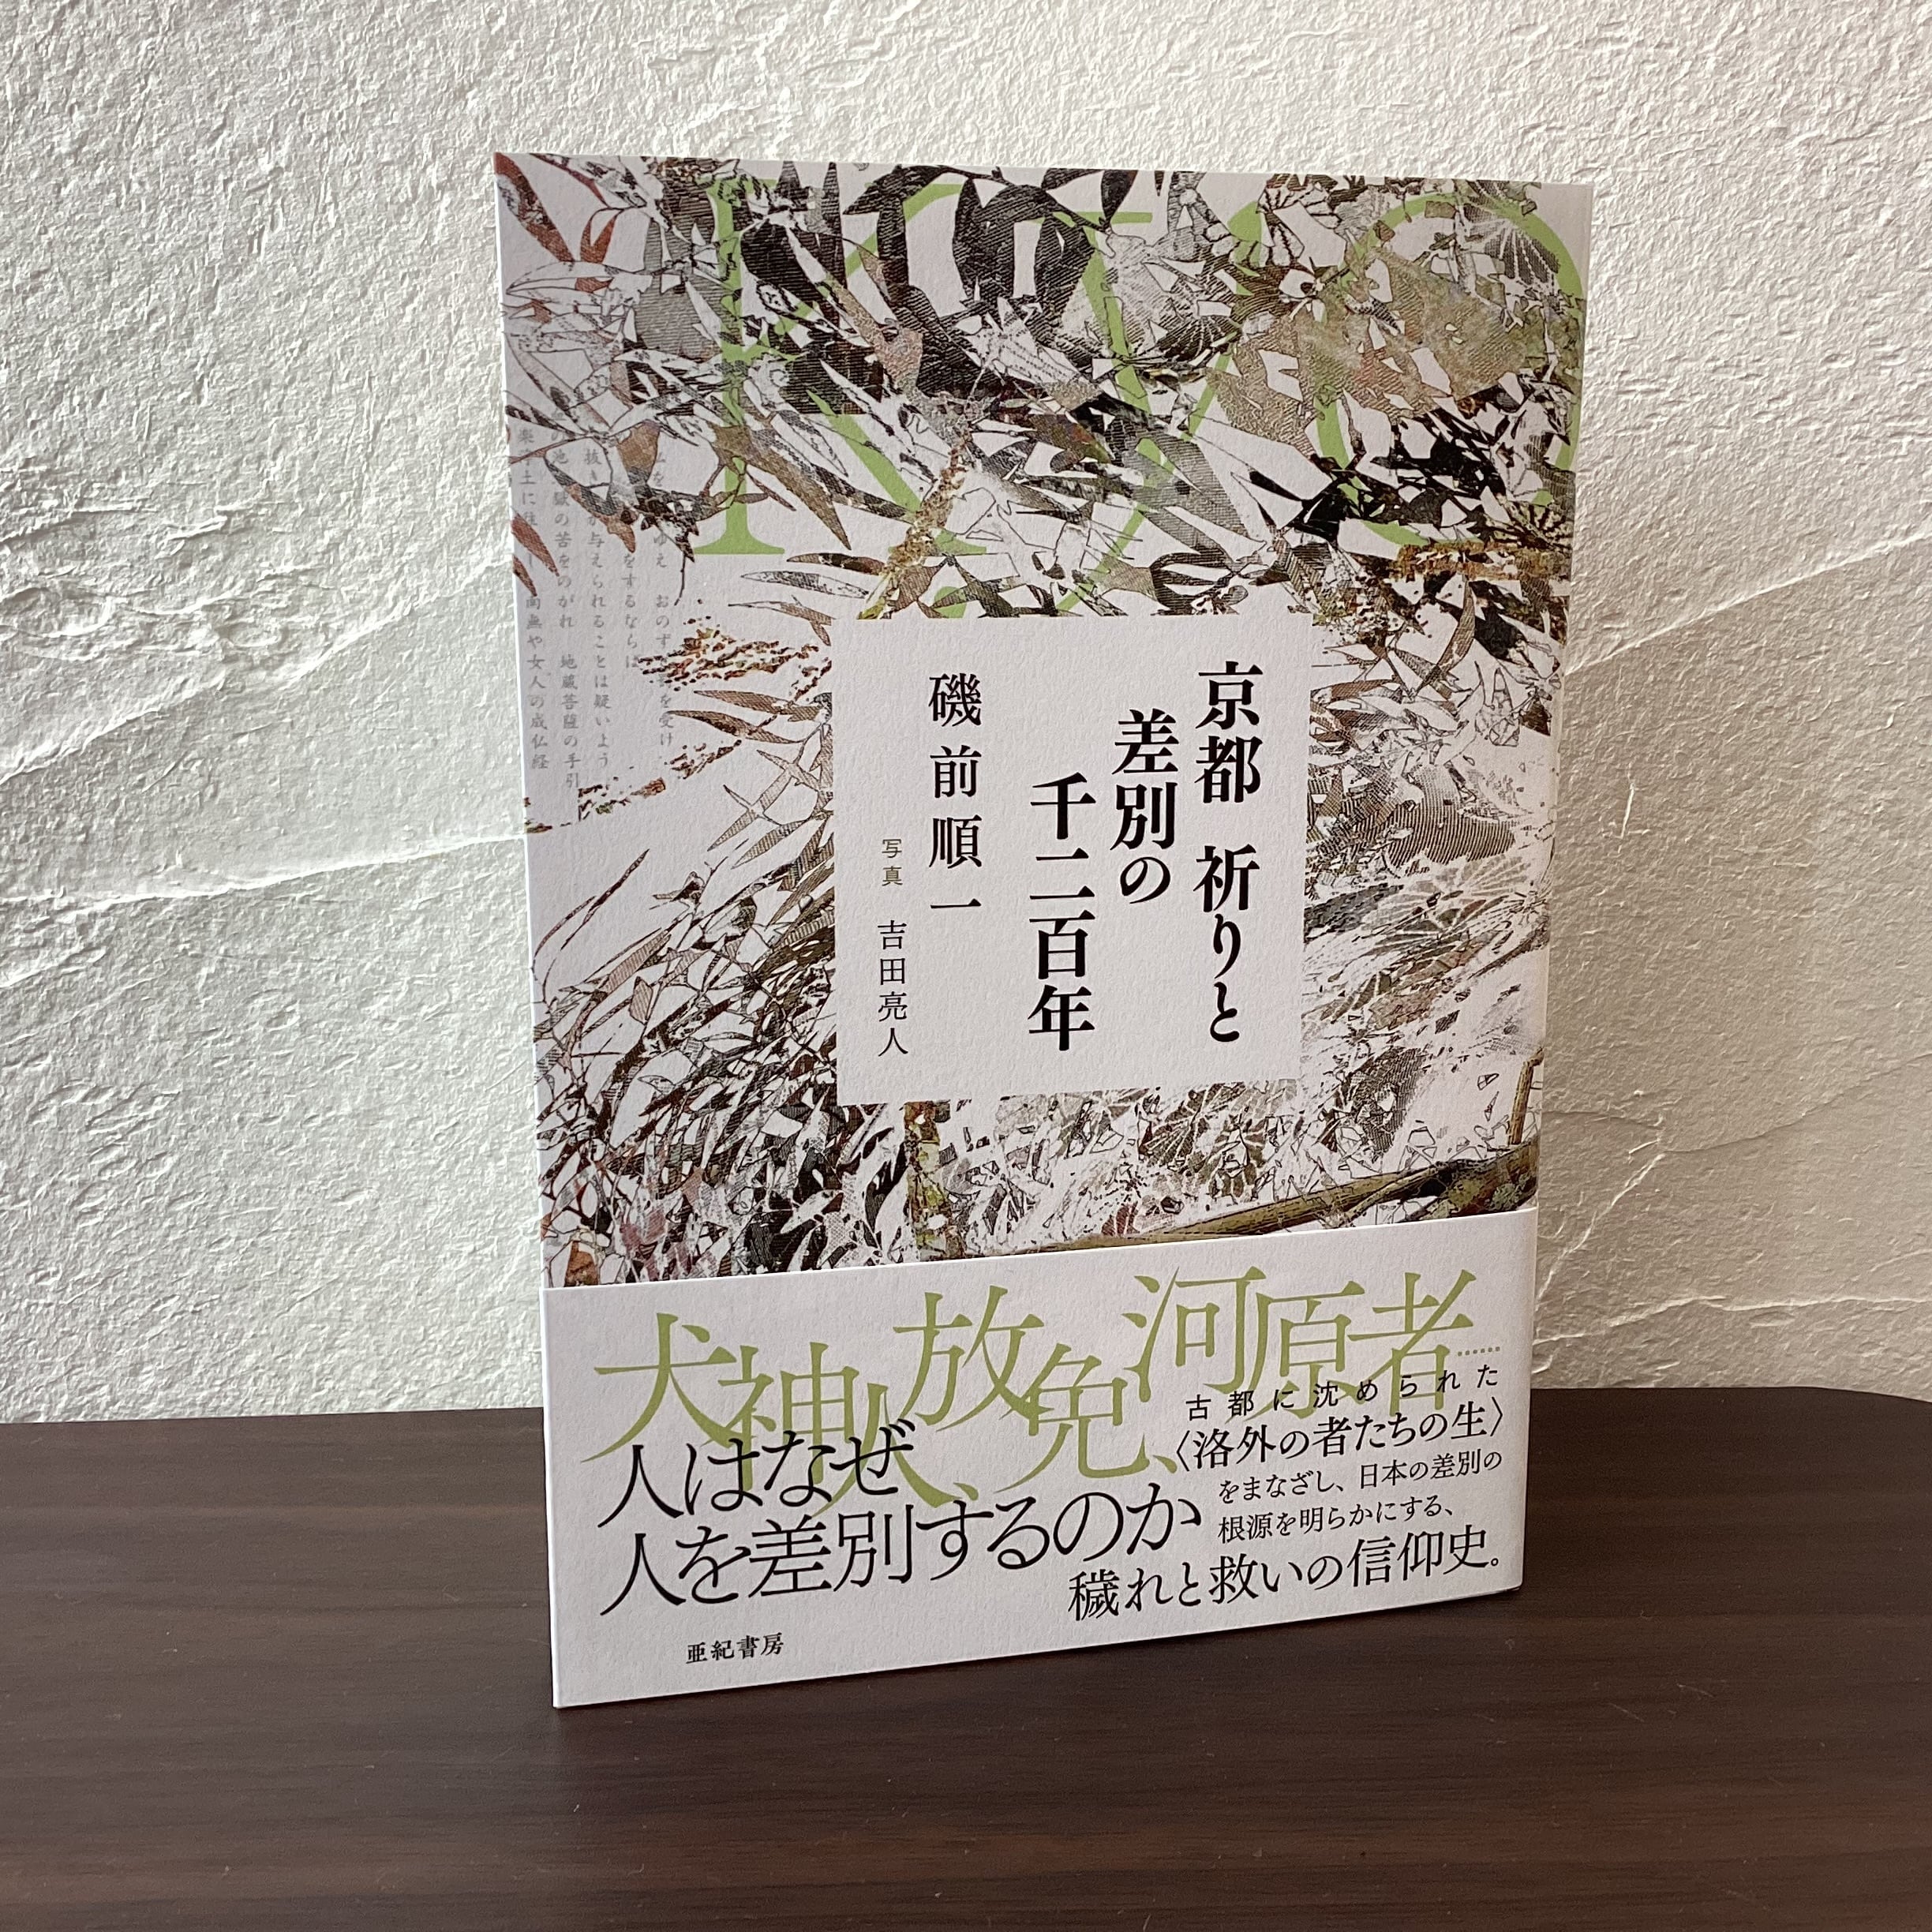 京都 祈りと
差別の
千二百年
磯前順一
写真 吉田亮人
犬神人、放免、河原者……
人はなぜ
人を差別するのか
古都に沈められた
〈洛外の者たちの生〉
をまなざし、日本の差別の
根源を明らかにする、
穢れと救いの信仰史。
亜紀書房